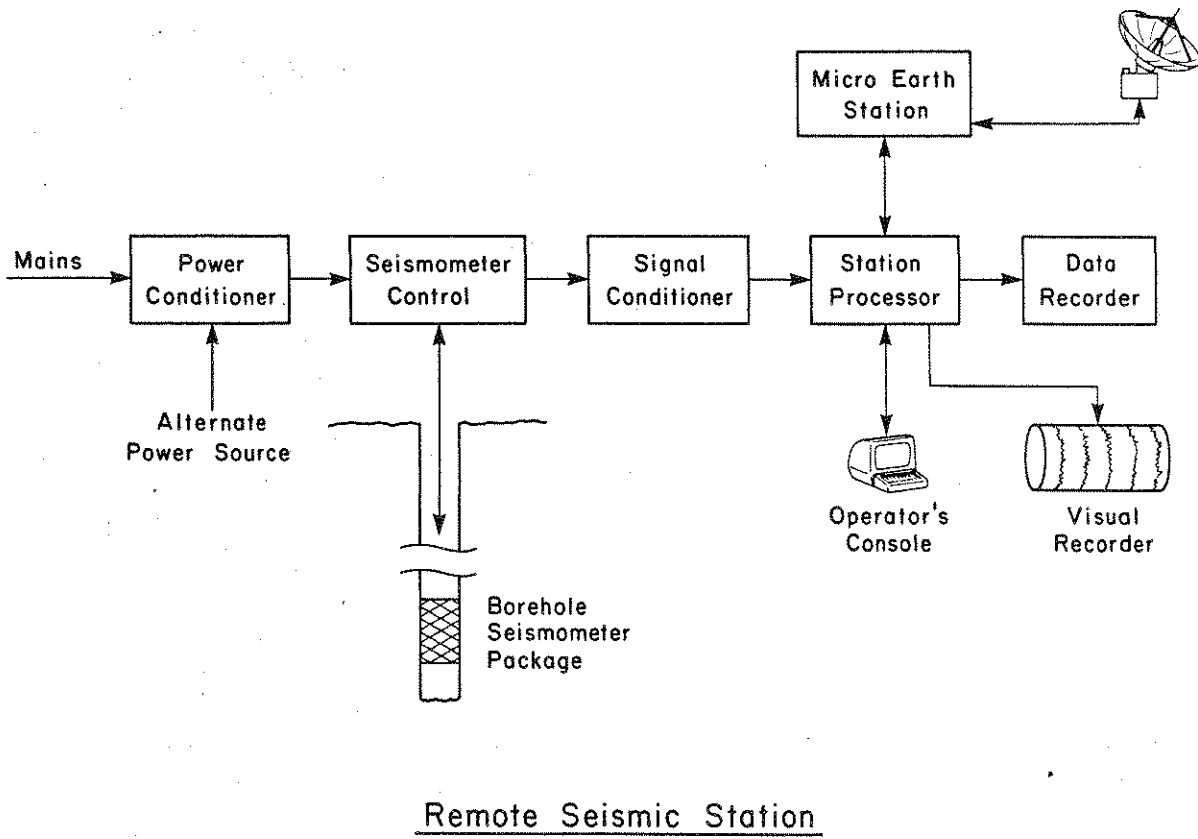 Micro Earth
Station
Mains
Power
Conditioner
Seismometer
Control
Signal
Conditioner
Station
Processor
Data
Recorder
Alternate
Power Source
Operator's
Console
Visual
Recorder
Borehole
Seismometer
Package
Remote Seismic Station